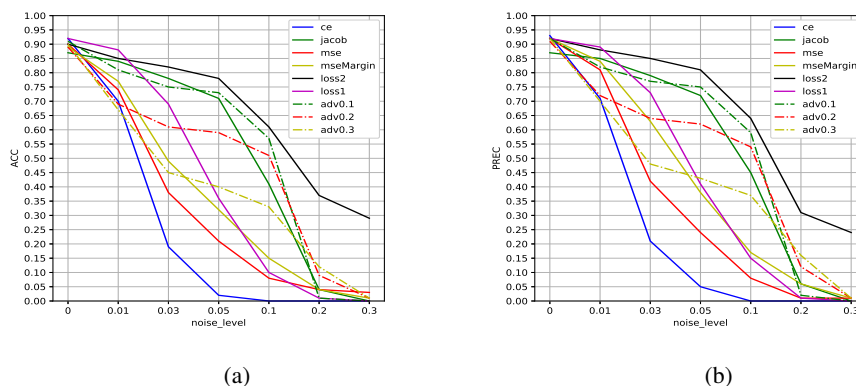 1.00
0.95
0.90
0.85
0.80
0.75
0.70
0.65
0.60
0.55
0.50
0.45
0.40
0.35
0.30
0.25
0.20
0.15
0.10
0.05
0.00
ACC
0 0.01 0.03 0.05 0.1 0.2 0.3
noise_level
ce
jacob
mse
mseMargin
loss2
loss1
adv0.1
adv0.2
adv0.3
(a)
1.00
0.95
0.90
0.85
0.80
0.75
0.70
0.65
0.60
0.55
0.50
0.45
0.40
0.35
0.30
0.25
0.20
0.15
0.10
0.05
0.00
PREC
0 0.01 0.03 0.05 0.1 0.2 0.3
noise_level
ce
jacob
mse
mseMargin
loss2
loss1
adv0.1
adv0.2
adv0.3
(b)